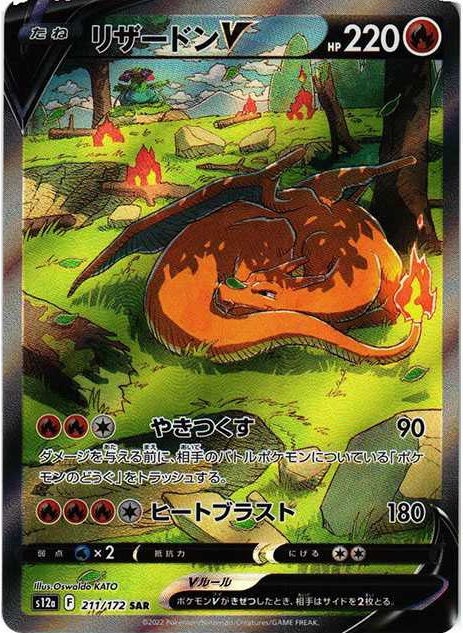 たね リザードンV HP220
やきつくす 90
ダメージを与える前に、相手のバトルポケモンについている「ポケ
モンのどうぐ」をトラッシュする。
ヒートブラスト 180
弱点 ×2 抵抗力 にげる
Illus.Oswaldo KATO
Vルール
s12a F 211/172 SAR
ポケモンVがきぜつしたとき、相手はサイドを2枚とる。
©2022 Pokémon/Nintendo/Creatures/GAME FREAK.